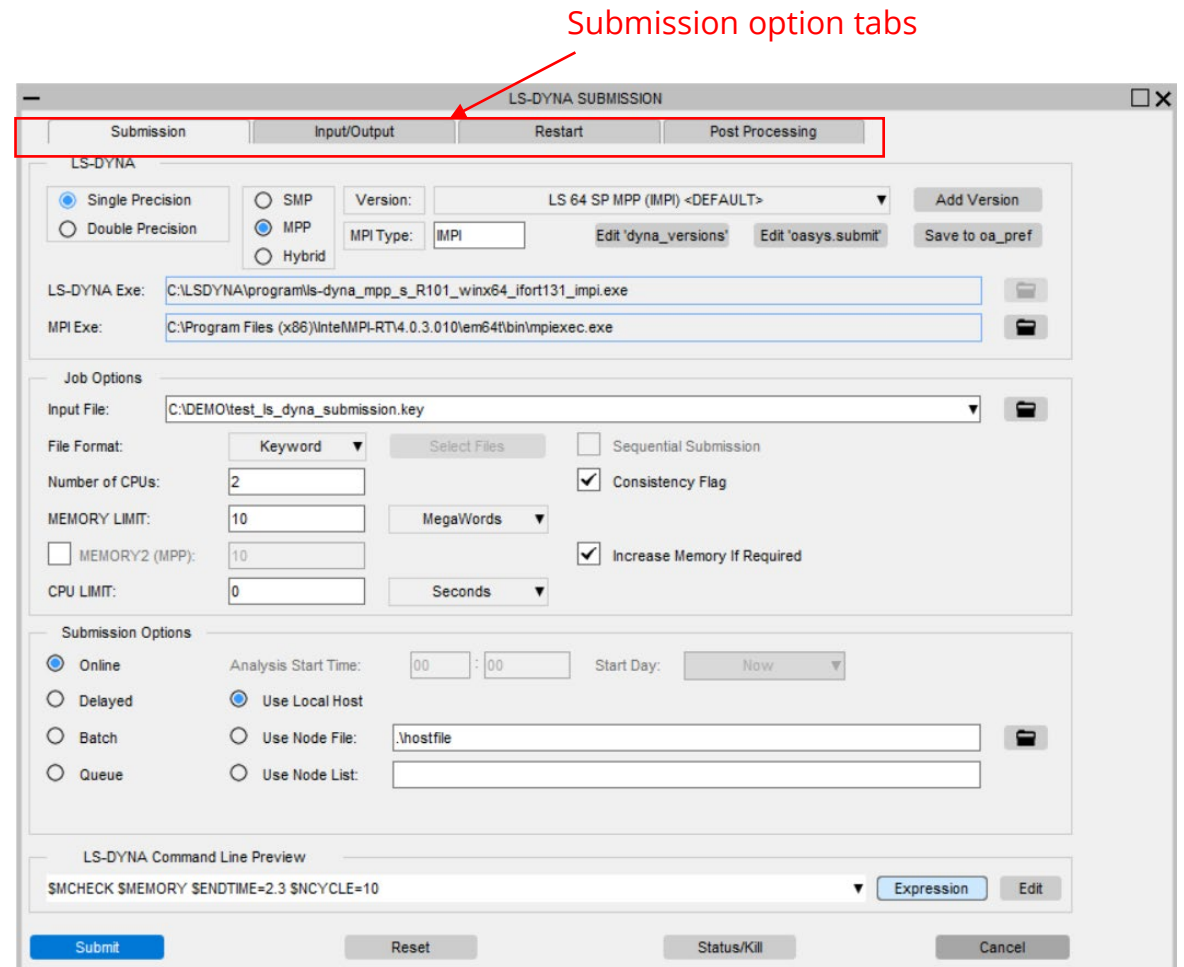 Submission option tabs
LS-DYNA SUBMISSION
Submission Input/Output Restart Post Processing
LS-DYNA
Single Precision SMP Version: LS 64 SP MPP (IMPI) <DEFAULT> Add Version
Double Precision MPP MPI Type: IMPI Edit 'dyna_versions' Edit 'oasys.submit' Save to oa_pref
Hybrid
LS-DYNA Exe: C:\LSDYNA\program\ls-dyna_mpp_s_R101_winx64_ifort131_impi.exe
MPI Exe: C:\Program Files (x86)\Intel\MPI-RT\4.0.3.010\em64t\bin\mpiexec.exe
Job Options
Input File: C:\DEMO\test_ls_dyna_submission.key
File Format: Keyword Select Files Sequential Submission
Number of CPUs: 2 Consistency Flag
MEMORY LIMIT: 10 MegaWords
MEMORY2 (MPP): 10 Increase Memory If Required
CPU LIMIT: 0 Seconds
Submission Options
Online Analysis Start Time: 00 : 00 Start Day: Now
Delayed Use Local Host
Batch Use Node File: .\hostfile
Queue Use Node List:
LS-DYNA Command Line Preview
$MCHECK $MEMORY $ENDTIME=2.3 $NCYCLE=10 Expression Edit
Submit Reset Status/Kill Cancel